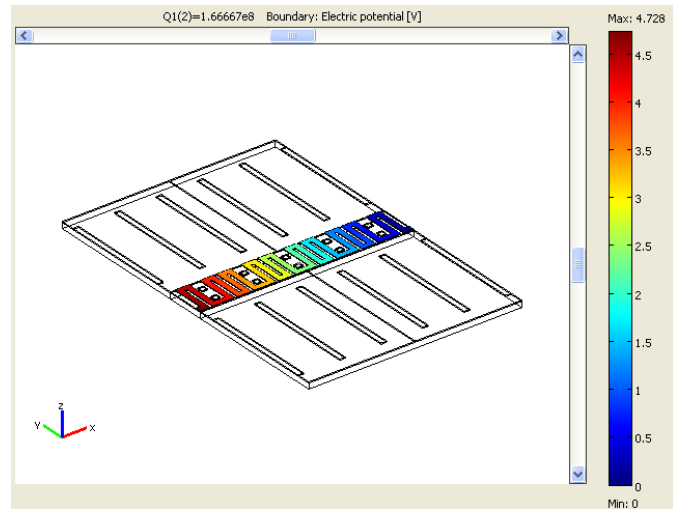 Q1(2)=1.66667e8 Boundary: Electric potential [V]
Max: 4.728
4.5
4
3.5
3
2.5
2
1.5
1
0.5
0
Min: 0
z
y
x